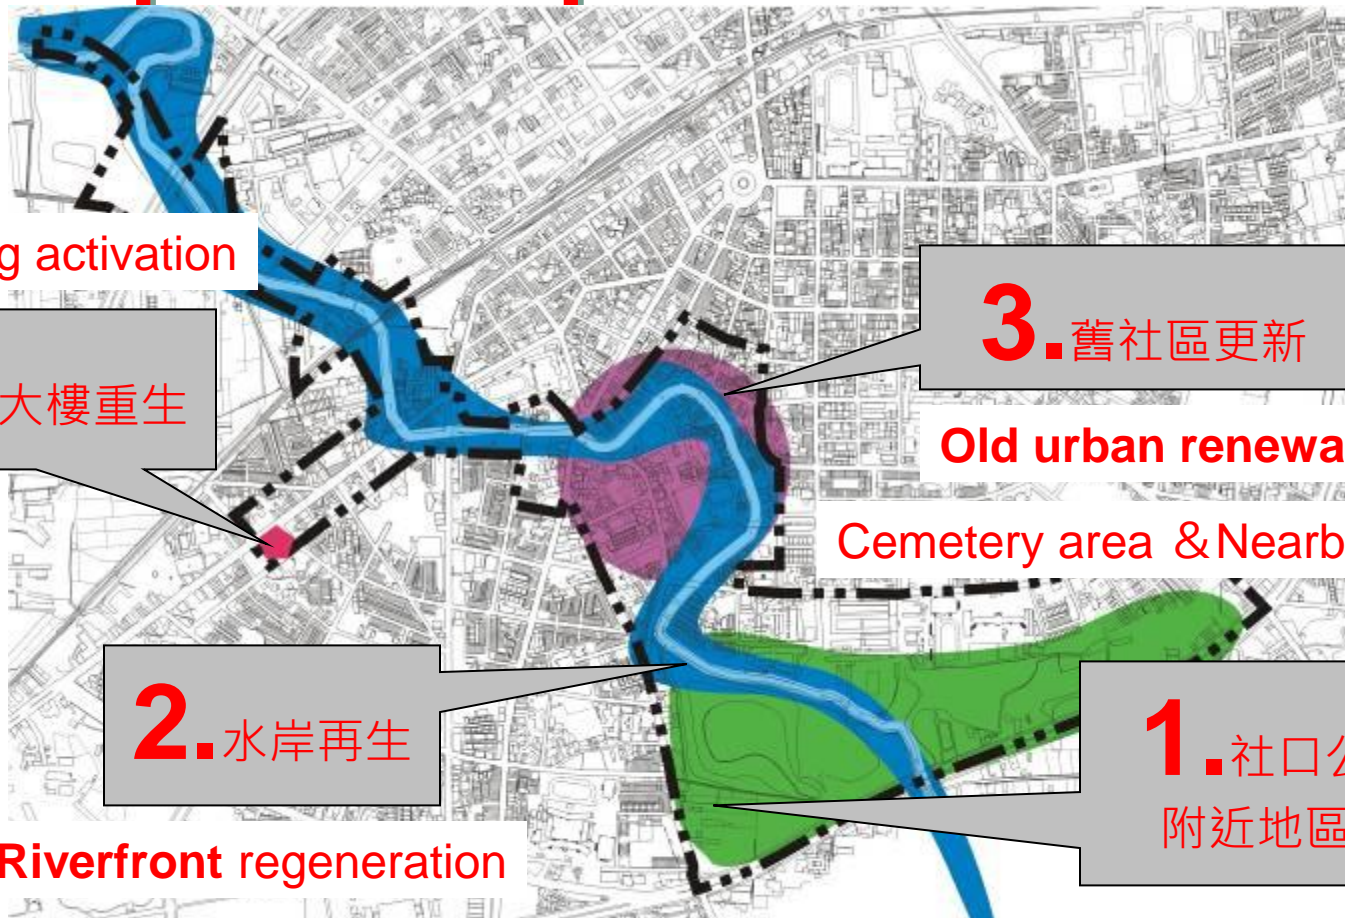 g activation
大樓重生
3.舊社區更新
Old urban renewa
Cemetery area ＆Nearb
2.水岸再生
Riverfront regeneration
1.社口公
附近地區